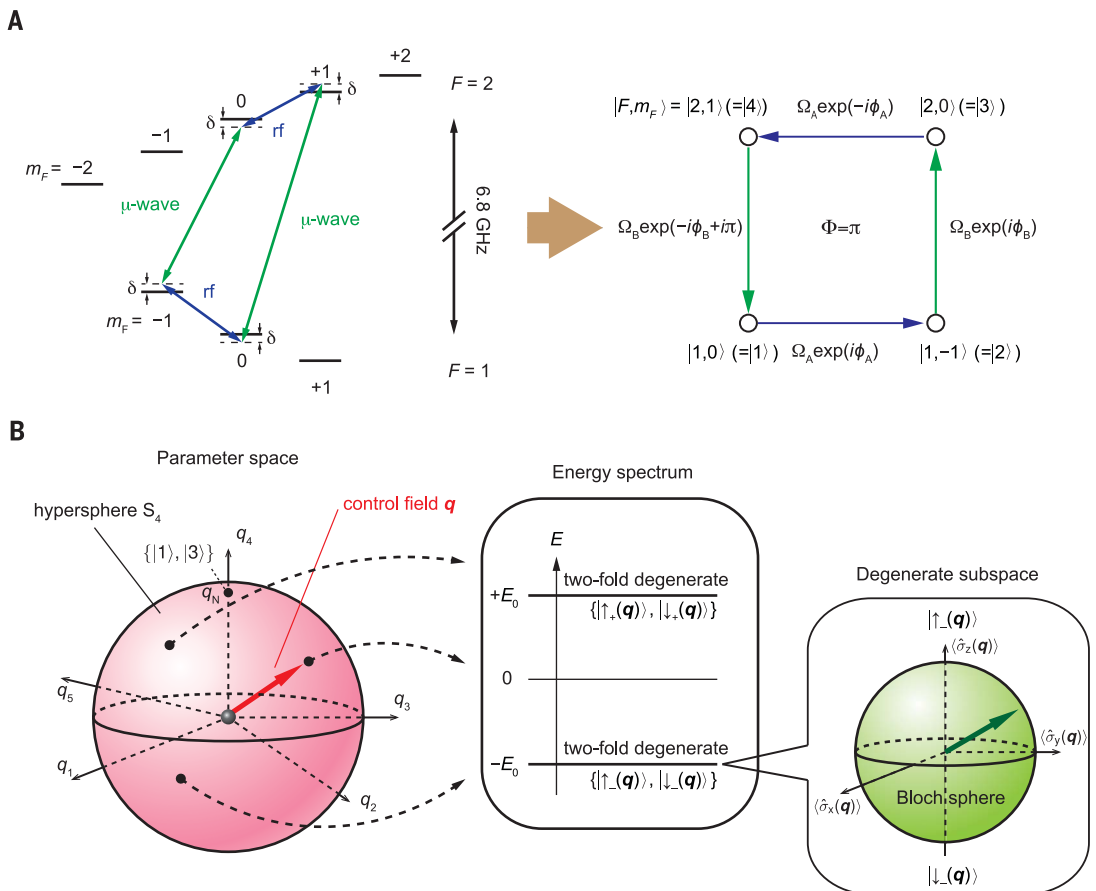 A
+2
+1
δ
F = 2
0
δ
rf
−1
m_F = −2
μ-wave
μ-wave
6.8 GHz
rf
δ
m_F = −1
δ
0
+1
F = 1
|F,m_F⟩ = |2,1⟩ (=|4⟩)
Ω_A exp(−iϕ_A)
|2,0⟩ (=|3⟩)
Ω_B exp(−iϕ_B+iπ)
Φ=π
Ω_B exp(iϕ_B)
|1,0⟩ (=|1⟩)
Ω_A exp(iϕ_A)
|1,−1⟩ (=|2⟩)
B
Parameter space
hypersphere S_4
control field q
q_4
{|1⟩, |3⟩}
q_N
q_5
q_3
q_1
q_2
Energy spectrum
E
+E_0
two-fold degenerate
{|↑_+(q)⟩, |↓_+(q)⟩}
0
−E_0
two-fold degenerate
{|↑_−(q)⟩, |↓_−(q)⟩}
Degenerate subspace
|↑_−(q)⟩
⟨σ̂_z(q)⟩
⟨σ̂_y(q)⟩
⟨σ̂_x(q)⟩
Bloch sphere
|↓_−(q)⟩